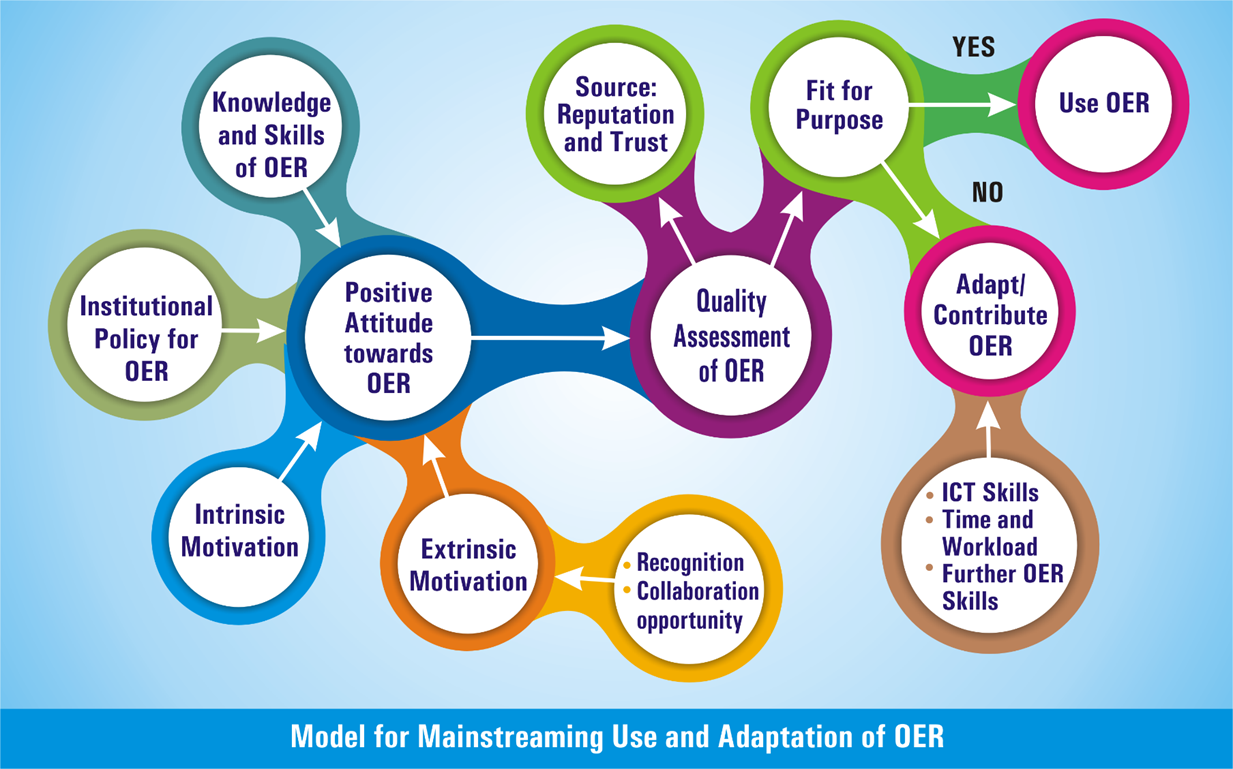 Knowledge
and Skills
of OER
Institutional
Policy for
OER
Intrinsic
Motivation
Positive
Attitude
towards
OER
Extrinsic
Motivation
• Recognition
• Collaboration
opportunity
Quality
Assessment
of OER
Source:
Reputation
and Trust
Fit for
Purpose
YES
Use OER
NO
Adapt/
Contribute
OER
• ICT Skills
• Time and
Workload
• Further OER
Skills
Model for Mainstreaming Use and Adaptation of OER